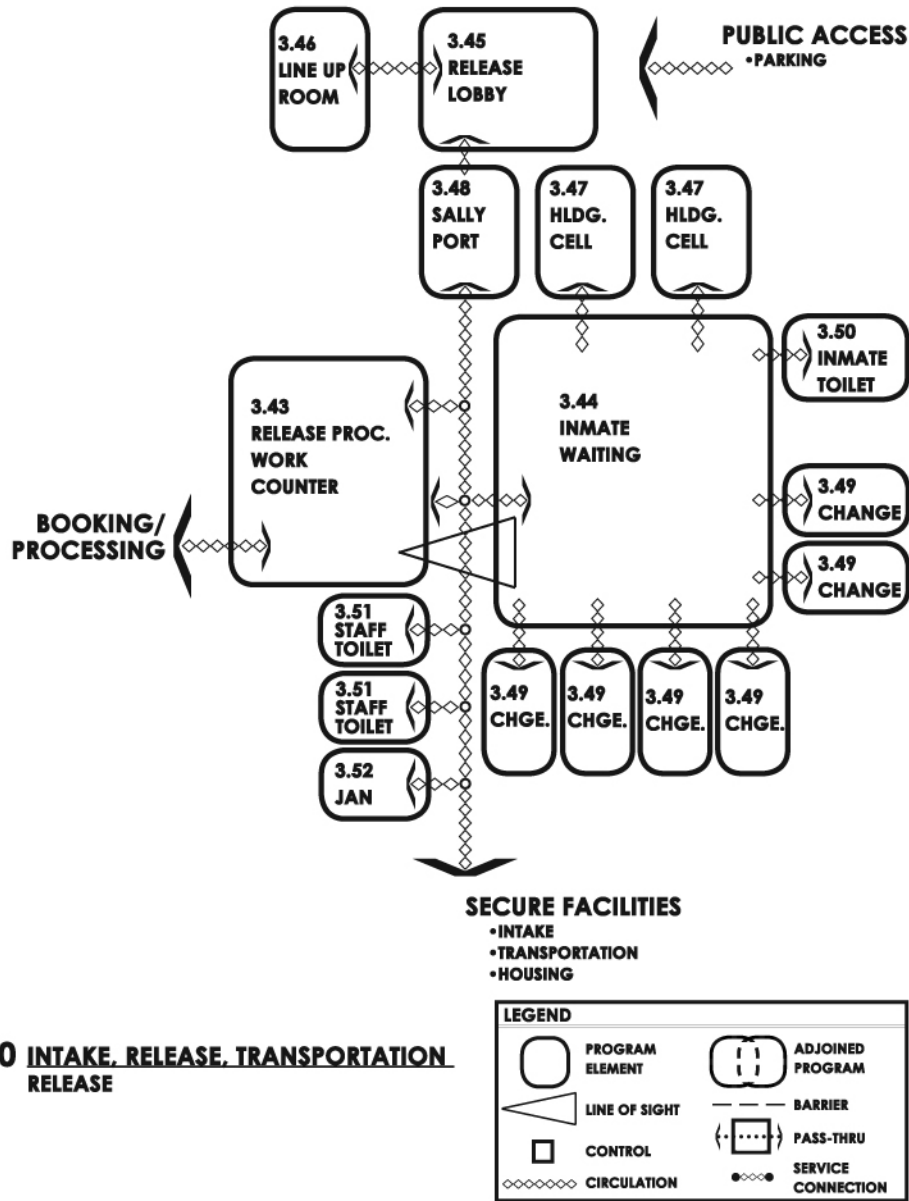 3.46
LINE UP
ROOM
3.45
RELEASE
LOBBY
PUBLIC ACCESS
•PARKING
3.48
SALLY
PORT
3.47
HLDG.
CELL
3.47
HLDG.
CELL
3.50
INMATE
TOILET
3.43
RELEASE PROC.
WORK
COUNTER
3.44
INMATE
WAITING
BOOKING/
PROCESSING
3.49
CHANGE
3.49
CHANGE
3.51
STAFF
TOILET
3.51
STAFF
TOILET
3.52
JAN
3.49
CHGE.
3.49
CHGE.
3.49
CHGE.
3.49
CHGE.
SECURE FACILITIES
•INTAKE
•TRANSPORTATION
•HOUSING
0 INTAKE, RELEASE, TRANSPORTATION
RELEASE
LEGEND
PROGRAM
ELEMENT
ADJOINED
PROGRAM
LINE OF SIGHT
BARRIER
CONTROL
PASS-THRU
CIRCULATION
SERVICE
CONNECTION